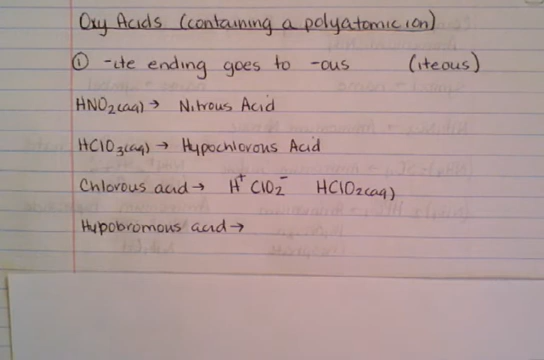 Oxy Acids (containing a polyatomic ion)
① -ite ending goes to -ous (iteous)
HNO₂(aq) → Nitrous Acid
HClO₃(aq) → Hypochlorous Acid
Chlorous acid → H⁺ ClO₂⁻ HClO₂(aq)
Hypobromous acid →